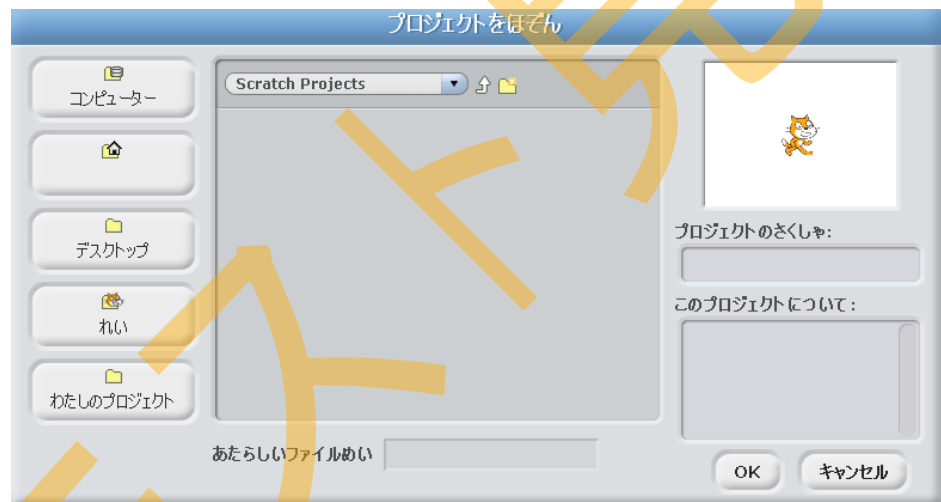 プロジェクトをほぞん
コンピューター
デスクトップ
れい
わたしのプロジェクト
Scratch Projects
あたらしいファイルめい
プロジェクトのさくしゃ:
このプロジェクトについて:
OK
キャンセル